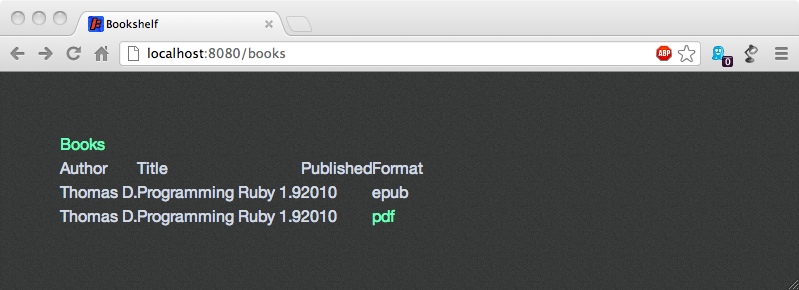 Bookshelf
localhost:8080/books
ABP
0
Books
Author Title Published Format
Thomas D. Programming Ruby 1.9 2010 epub
Thomas D. Programming Ruby 1.9 2010 pdf